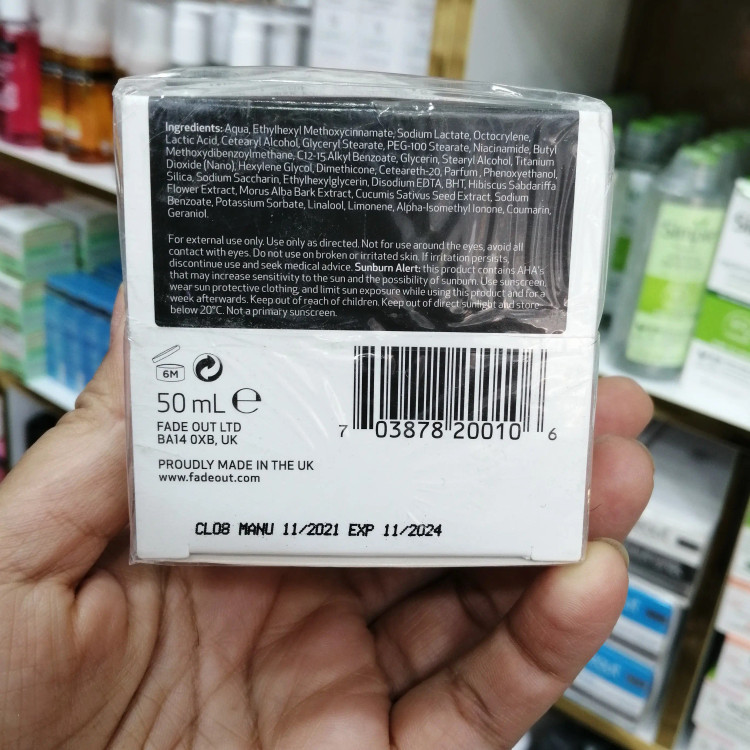 Ingredients: Aqua, Ethylhexyl Methoxycinnamate, Sodium Lactate, Octocrylene,
Lactic Acid, Cetearyl Alcohol, Glyceryl Stearate, PEG-100 Stearate, Niacinamide, Butyl
Methoxydibenzoylmethane, C12-15 Alkyl Benzoate, Glycerin, Stearyl Alcohol, Titanium
Dioxide (Nano), Hexylene Glycol, Dimethicone, Ceteareth-20, Parfum, Phenoxyethanol,
Silica, Sodium Saccharin, Ethylhexylglycerin, Disodium EDTA, BHT, Hibiscus Sabdariffa
Flower Extract, Morus Alba Bark Extract, Cucumis Sativus Seed Extract, Sodium
Benzoate, Potassium Sorbate, Linalool, Limonene, Alpha-Isomethyl Ionone, Coumarin,
Geraniol.
For external use only. Use only as directed. Not for use around the eyes, avoid all
contact with eyes. Do not use on broken or irritated skin. If irritation persists,
discontinue use and seek medical advice. Sunburn Alert: this product contains AHA's
that may increase sensitivity to the sun and the possibility of sunburn. Use sunscreen,
wear sun protective clothing, and limit sun exposure while using this product and for a
week afterwards. Keep out of reach of children. Keep out of direct sunlight and store
below 20°C. Not a primary sunscreen.
6M
50 mL e
FADE OUT LTD
BA14 0XB, UK
7 03878 20010 6
PROUDLY MADE IN THE UK
www.fadeout.com
CL08 MANU 11/2021 EXP 11/2024